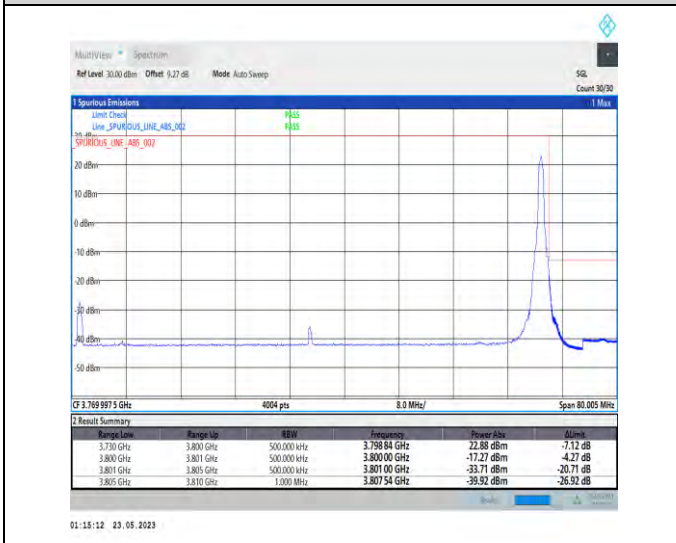 MultiView Spectrum
Ref Level 30.00 dBm Offset 9.27 dB Mode Auto Sweep SGL
Count 30/30
1 Spurious Emissions 1 Max
Limit Check PASS
Line _SPURIOUS_LINE_ABS_002 PASS
_SPURIOUS_LINE_ABS_002
20 dBm
10 dBm
0 dBm
-10 dBm
-20 dBm
-30 dBm
-40 dBm
-50 dBm
CF 3.769 997 5 GHz 4004 pts 8.0 MHz/ Span 80.005 MHz
2 Result Summary
Range Low Range Up RBW Frequency Power Abs ΔLimit
3.730 GHz 3.800 GHz 500.000 kHz 3.798 84 GHz 22.88 dBm -7.12 dB
3.800 GHz 3.801 GHz 500.000 kHz 3.800 00 GHz -17.27 dBm -4.27 dB
3.801 GHz 3.805 GHz 500.000 kHz 3.801 00 GHz -33.71 dBm -20.71 dB
3.805 GHz 3.810 GHz 1.000 MHz 3.807 54 GHz -39.92 dBm -26.92 dB
01:15:12 23.05.2023